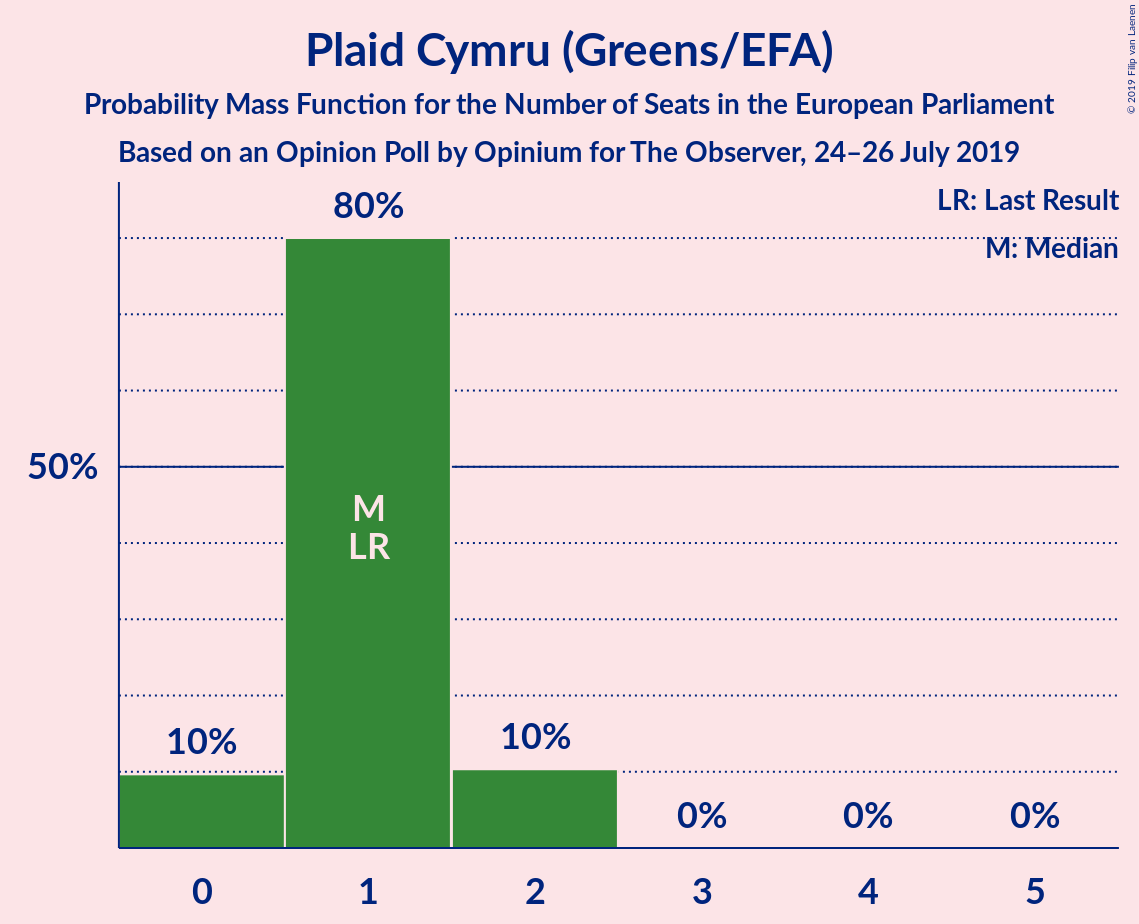 Plaid Cymru (Greens/EFA)
Probability Mass Function for the Number of Seats in the European Parliament
Based on an Opinion Poll by Opinium for The Observer, 24–26 July 2019
© 2019 Filip van Laenen
LR: Last Result
M: Median
80%
50%
M
LR
10%
10%
0%
0%
0%
0
1
2
3
4
5